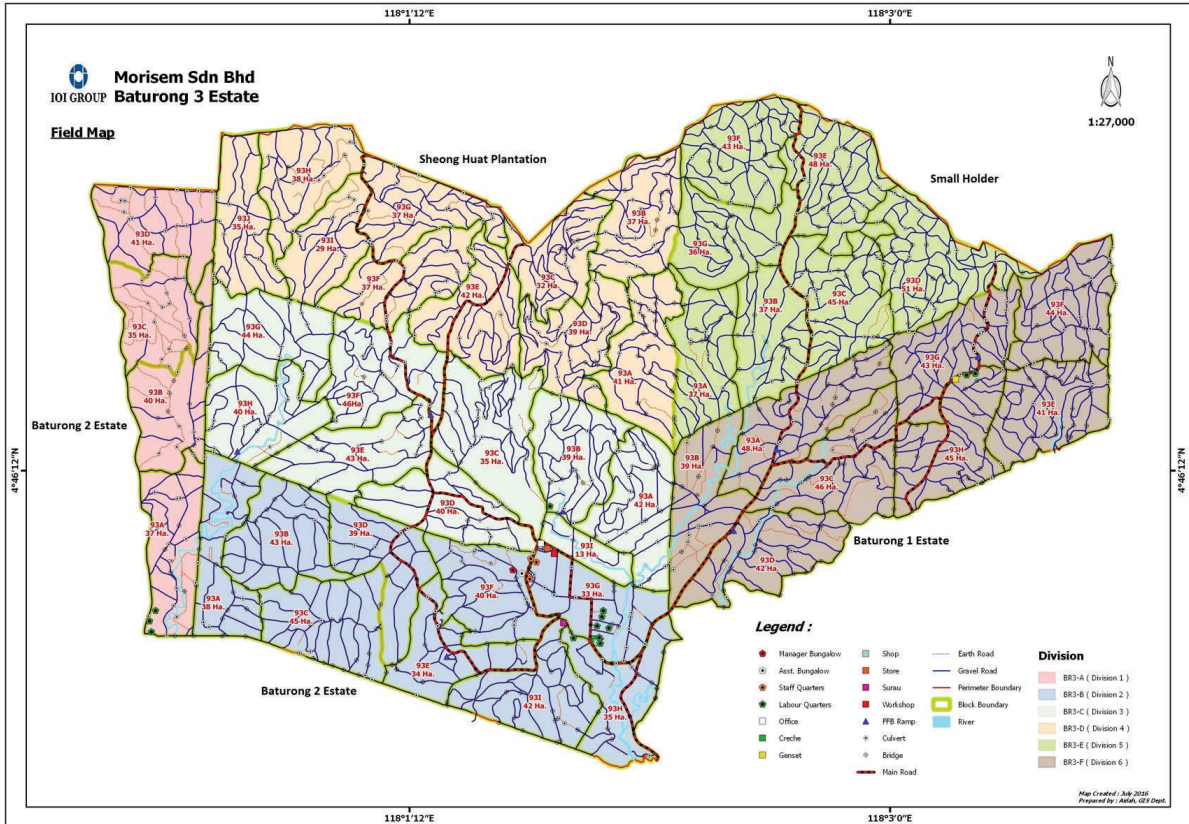 118°1'12"E
118°3'0"E
IOI GROUP
Morisem Sdn Bhd
Baturong 3 Estate
Field Map
N
1:27,000
Sheong Huat Plantation
Small Holder
Baturong 2 Estate
Baturong 1 Estate
Baturong 2 Estate
4°46'12"N
4°46'12"N
93D
41 Ha.
93C
35 Ha.
93B
40 Ha.
93A
37 Ha.
93H
38 Ha.
93J
35 Ha.
93I
29 Ha.
93G
37 Ha.
93F
37 Ha.
93E
42 Ha.
93C
32 Ha.
93B
37 Ha.
93D
39 Ha.
93A
41 Ha.
93F
43 Ha.
93E
48 Ha.
93G
36 Ha.
93B
37 Ha.
93C
45 Ha.
93D
51 Ha.
93A
37 Ha.
93F
44 Ha.
93G
43 Ha.
93E
41 Ha.
93H
45 Ha.
93A
48 Ha.
93B
39 Ha.
93C
46 Ha.
93D
42 Ha.
93G
44 Ha.
93H
40 Ha.
93F
46Ha.
93E
43 Ha.
93C
35 Ha.
93B
39 Ha.
93A
42 Ha.
93D
40 Ha.
93I
13 Ha.
93B
43 Ha.
93D
39 Ha.
93A
38 Ha.
93C
45 Ha.
93F
40 Ha.
93G
33 Ha.
93E
34 Ha.
93I
42 Ha.
93H
35 Ha.
Legend :
Manager Bungalow
Asst. Bungalow
Staff Quarters
Labour Quarters
Office
Creche
Genset
Shop
Store
Surau
Workshop
FFB Ramp
Culvert
Bridge
Main Road
Earth Road
Gravel Road
Perimeter Boundary
Block Boundary
River
Division
BR3-A ( Division 1 )
BR3-B ( Division 2 )
BR3-C ( Division 3 )
BR3-D ( Division 4 )
BR3-E ( Division 5 )
BR3-F ( Division 6 )
Map Created : July 2016
Prepared by : Aklah, GIS Dept.
118°1'12"E
118°3'0"E